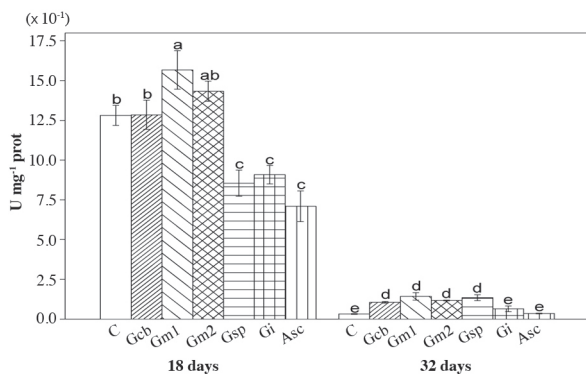 (x 10⁻¹)
17.5
15.0
12.5
10.0
7.5
5.0
2.5
0.0
U mg⁻¹ prot
b b a ab c c c
e d d d d e e
C Gcb Gm1 Gm2 Gsp Gi Asc C Gcb Gm1 Gm2 Gsp Gi Asc
18 days 32 days